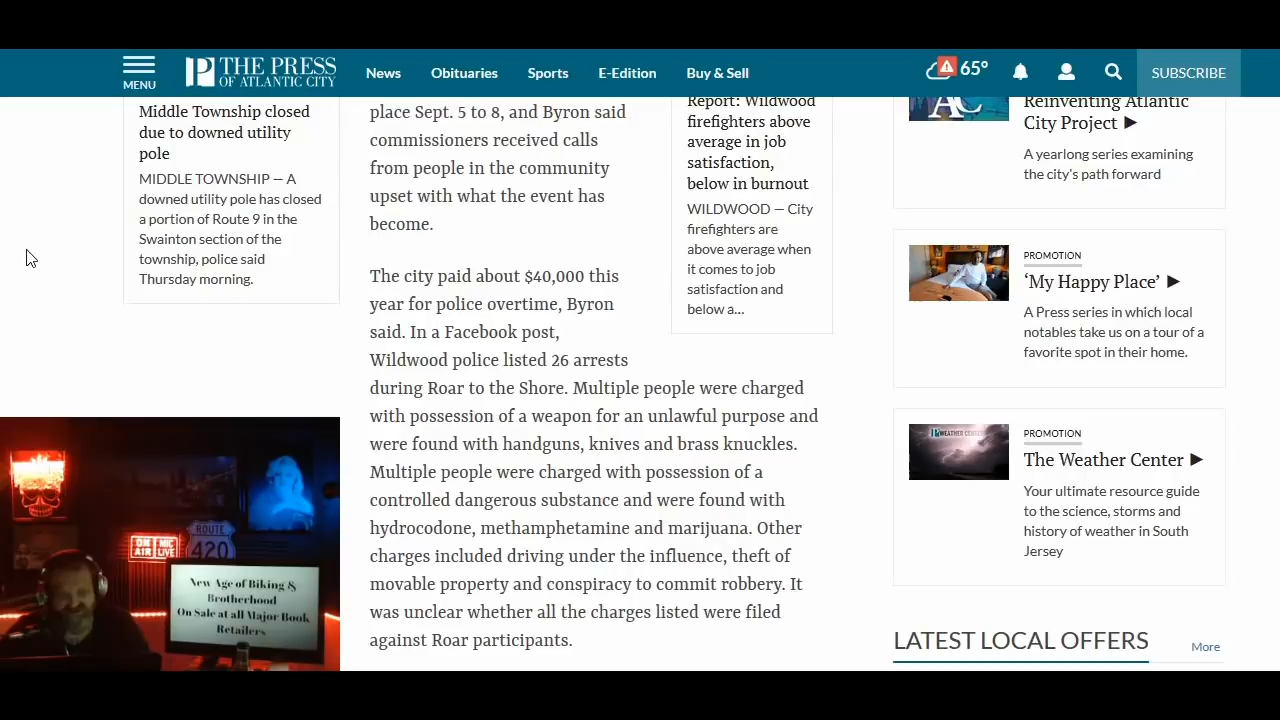 MENU
THE PRESS
OF ATLANTIC CITY
News
Obituaries
Sports
E-Edition
Buy & Sell
65°
SUBSCRIBE
Middle Township closed
due to downed utility
pole
MIDDLE TOWNSHIP — A
downed utility pole has closed
a portion of Route 9 in the
Swainton section of the
township, police said
Thursday morning.
place Sept. 5 to 8, and Byron said
commissioners received calls
from people in the community
upset with what the event has
become.
The city paid about $40,000 this
year for police overtime, Byron
said. In a Facebook post,
Wildwood police listed 26 arrests
during Roar to the Shore. Multiple people were charged
with possession of a weapon for an unlawful purpose and
were found with handguns, knives and brass knuckles.
Multiple people were charged with possession of a
controlled dangerous substance and were found with
hydrocodone, methamphetamine and marijuana. Other
charges included driving under the influence, theft of
movable property and conspiracy to commit robbery. It
was unclear whether all the charges listed were filed
against Roar participants.
Report: Wildwood
firefighters above
average in job
satisfaction,
below in burnout
WILDWOOD — City
firefighters are
above average when
it comes to job
satisfaction and
below a...
AC
Reinventing Atlantic
City Project ►
A yearlong series examining
the city's path forward
PROMOTION
‘My Happy Place’ ►
A Press series in which local
notables take us on a tour of a
favorite spot in their home.
PROMOTION
WEATHER CENTER
The Weather Center ►
Your ultimate resource guide
to the science, storms and
history of weather in South
Jersey
LATEST LOCAL OFFERS
More
ON AIR
MIC LIVE
ROUTE
420
New Age of Biking &
Brotherhood
On Sale at all Major Book
Retailers